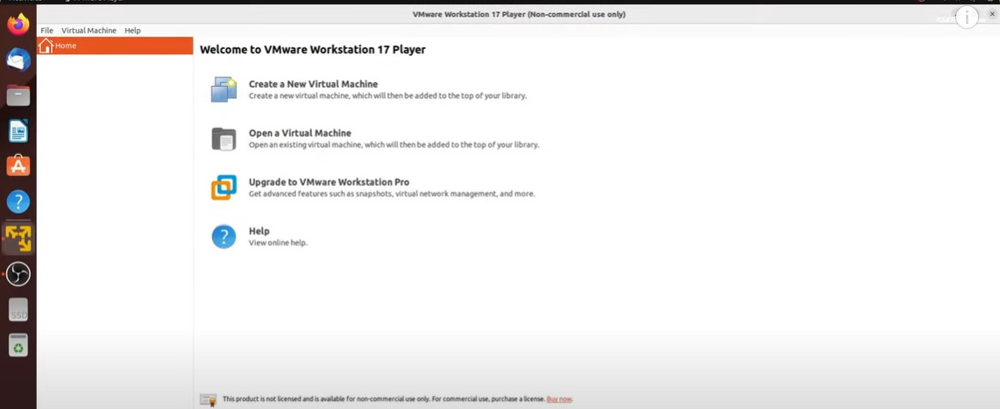 VMware Workstation 17 Player (Non-commercial use only)
File Virtual Machine Help
Home
Welcome to VMware Workstation 17 Player
Create a New Virtual Machine
Create a new virtual machine, which will then be added to the top of your library.
Open a Virtual Machine
Open an existing virtual machine, which will then be added to the top of your library.
Upgrade to VMware Workstation Pro
Get advanced features such as snapshots, virtual network management, and more.
Help
View online help.
SSD
This product is not licensed and is available for non-commercial use only. For commercial use, purchase a license. Buy now.